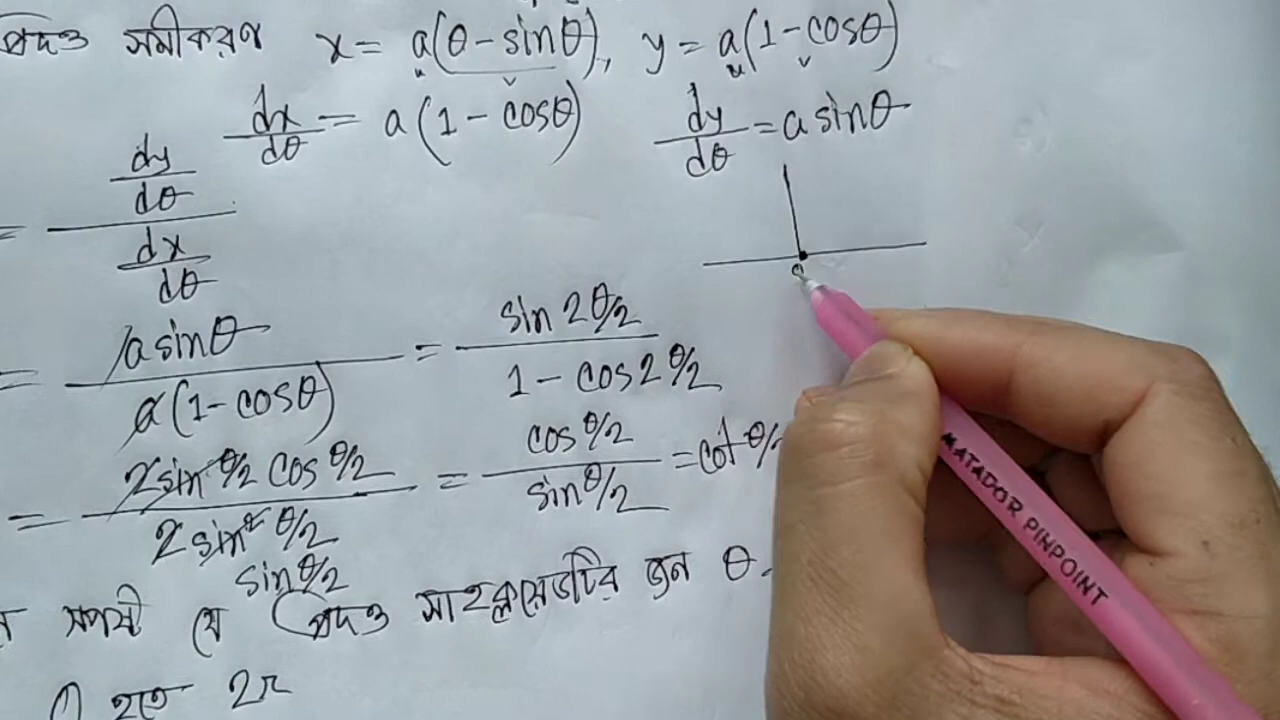 প্রদত্ত সমীকরণ x = a(θ - sinθ), y = a(1 - cosθ)
dx/dθ = a(1 - cosθ) dy/dθ = a sinθ
= (dy/dθ)/(dx/dθ)
= a sinθ / a(1 - cosθ) = sin 2θ/2 / 1 - cos 2θ/2
= 2 sin θ/2 cos θ/2 / 2 sin² θ/2 = cos θ/2 / sin θ/2 = cot θ/2
sin θ/2
যে প্রদত্ত সাইক্লয়েডটির জন্য θ
0 হতে 2π
MATADOR PINPOINT